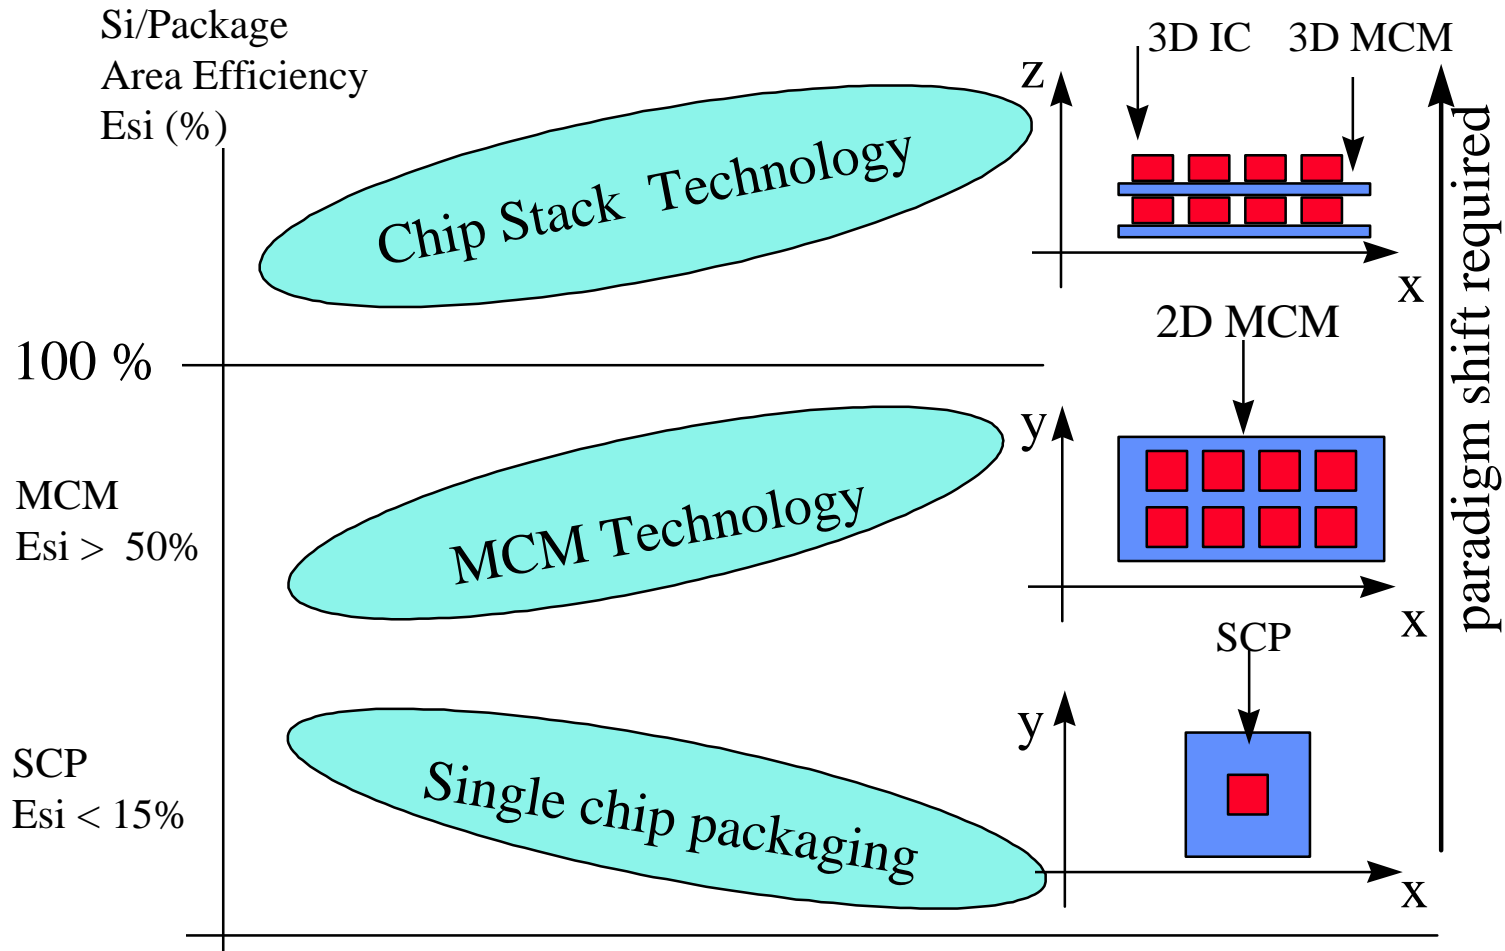 Si/Package
Area Efficiency
Esi (%)
3D IC
3D MCM
z
Chip Stack Technology
x
100 %
2D MCM
y
MCM
Esi > 50%
MCM Technology
x
SCP
y
SCP
Esi < 15%
Single chip packaging
x
paradigm shift required